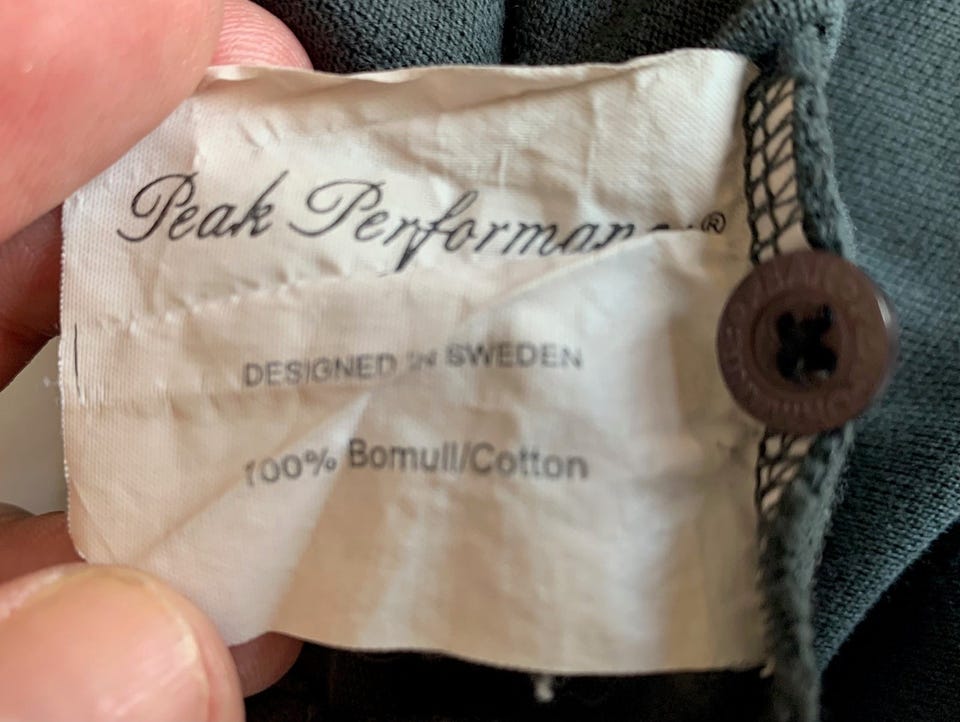 Peak Performance®
DESIGNED IN SWEDEN
100% Bomull/Cotton